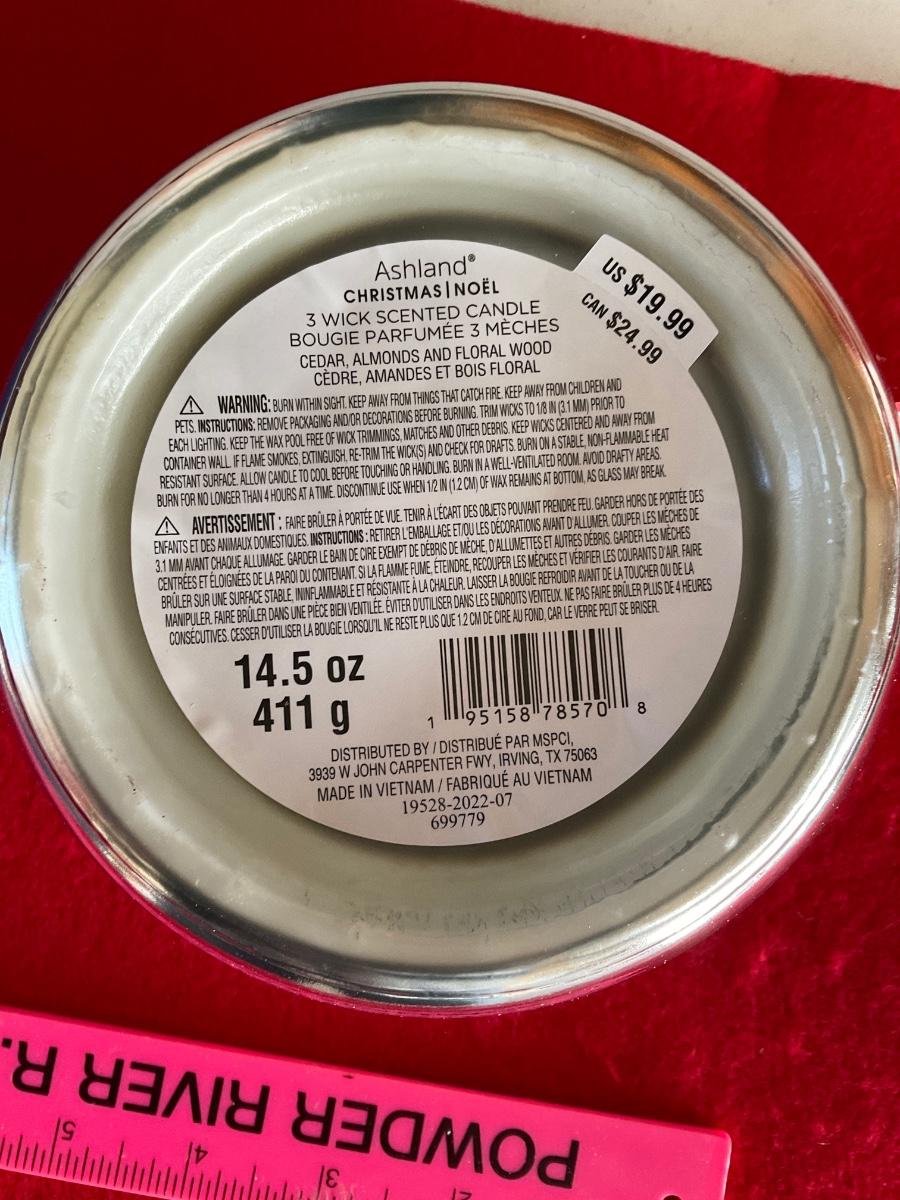 Ashland®
CHRISTMAS|NOËL
3 WICK SCENTED CANDLE
BOUGIE PARFUMÉE 3 MÈCHES
CEDAR, ALMONDS AND FLORAL WOOD
CÈDRE, AMANDES ET BOIS FLORAL
US $19.99
CAN $24.99
⚠ WARNING: BURN WITHIN SIGHT. KEEP AWAY FROM THINGS THAT CATCH FIRE. KEEP AWAY FROM CHILDREN AND
PETS. INSTRUCTIONS: REMOVE PACKAGING AND/OR DECORATIONS BEFORE BURNING. TRIM WICKS TO 1/8 IN (3.1 MM) PRIOR TO
EACH LIGHTING. KEEP THE WAX POOL FREE OF WICK TRIMMINGS, MATCHES AND OTHER DEBRIS. KEEP WICKS CENTERED AND AWAY FROM
CONTAINER WALL. IF FLAME SMOKES, EXTINGUISH, RE-TRIM THE WICK(S) AND CHECK FOR DRAFTS. BURN ON A STABLE, NON-FLAMMABLE HEAT
RESISTANT SURFACE. ALLOW CANDLE TO COOL BEFORE TOUCHING OR HANDLING. BURN IN A WELL-VENTILATED ROOM. AVOID DRAFTY AREAS.
BURN FOR NO LONGER THAN 4 HOURS AT A TIME. DISCONTINUE USE WHEN 1/2 IN (1.2 CM) OF WAX REMAINS AT BOTTOM, AS GLASS MAY BREAK.
⚠ AVERTISSEMENT : FAIRE BRÛLER À PORTÉE DE VUE. TENIR À L'ÉCART DES OBJETS POUVANT PRENDRE FEU. GARDER HORS DE PORTÉE DES
ENFANTS ET DES ANIMAUX DOMESTIQUES. INSTRUCTIONS : RETIRER L'EMBALLAGE ET/OU LES DÉCORATIONS AVANT D'ALLUMER. COUPER LES MÈCHES DE
3.1 MM AVANT CHAQUE ALLUMAGE. GARDER LE BAIN DE CIRE EXEMPT DE DÉBRIS DE MÈCHE, D'ALLUMETTES ET AUTRES DÉBRIS. GARDER LES MÈCHES
CENTRÉES ET ÉLOIGNÉES DE LA PAROI DU CONTENANT. SI LA FLAMME FUME, ÉTEINDRE, RECOUPER LES MÈCHES ET VÉRIFIER LES COURANTS D'AIR. FAIRE
BRÛLER SUR UNE SURFACE STABLE, ININFLAMMABLE ET RÉSISTANTE À LA CHALEUR. LAISSER LA BOUGIE REFROIDIR AVANT DE LA TOUCHER OU DE LA
MANIPULER. FAIRE BRÛLER DANS UNE PIÈCE BIEN VENTILÉE. ÉVITER D'UTILISER DANS LES ENDROITS VENTEUX. NE PAS FAIRE BRÛLER PLUS DE 4 HEURES
CONSÉCUTIVES. CESSER D'UTILISER LA BOUGIE LORSQU'IL NE RESTE PLUS QUE 1.2 CM DE CIRE AU FOND, CAR LE VERRE PEUT SE BRISER.
14.5 oz
411 g
1 95158 78570 8
DISTRIBUTED BY / DISTRIBUÉ PAR MSPCI,
3939 W JOHN CARPENTER FWY, IRVING, TX 75063
MADE IN VIETNAM / FABRIQUÉ AU VIETNAM
19528-2022-07
699779
POWDER RIVER R.
2 3 4 5